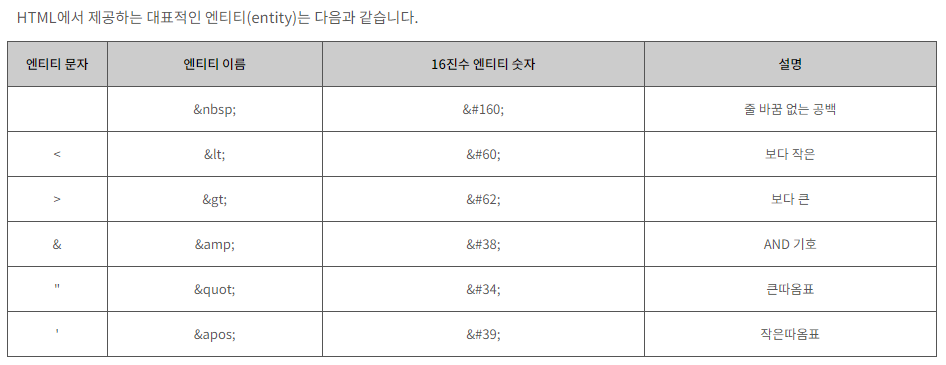 HTML에서 제공하는 대표적인 엔티티(entity)는 다음과 같습니다.
엔티티 문자 엔티티 이름 16진수 엔티티 숫자 설명
&nbsp; &#160; 줄 바꿈 없는 공백
< &lt; &#60; 보다 작은
> &gt; &#62; 보다 큰
& &amp; &#38; AND 기호
" &quot; &#34; 큰따옴표
' &apos; &#39; 작은따옴표